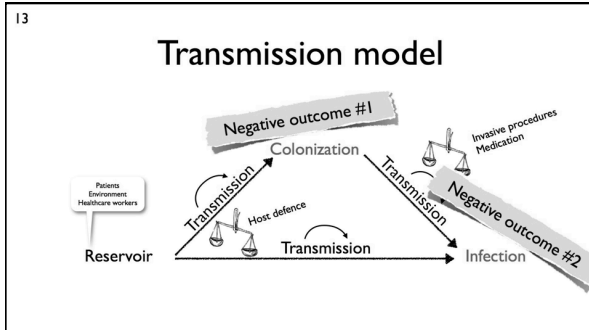 13
Transmission model
Negative outcome #1
Colonization
Invasive procedures
Medication
Patients
Environment
Healthcare workers
Transmission
Host defence
Transmission
Transmission
Negative outcome #2
Reservoir
Infection